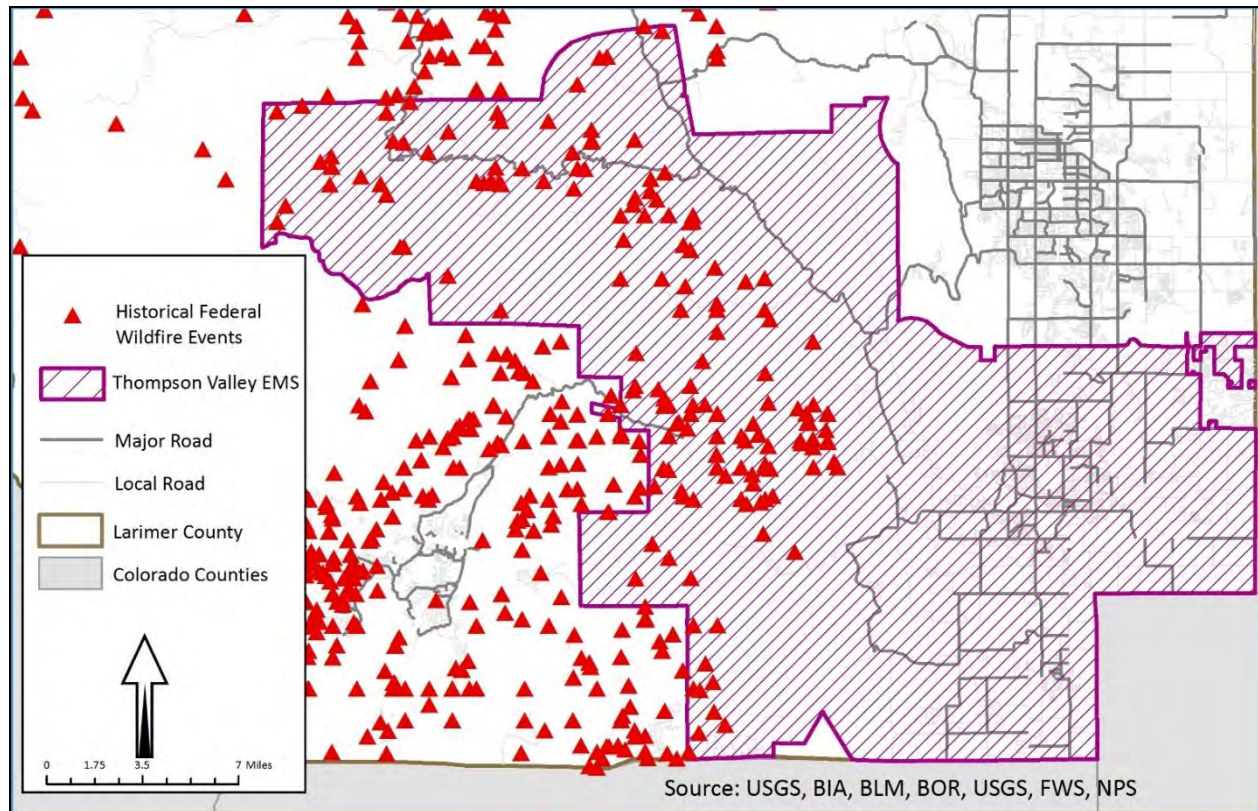 Historical Federal
Wildfire Events
Thompson Valley EMS
Major Road
Local Road
Larimer County
Colorado Counties
0 1.75 3.5 7 Miles
Source: USGS, BIA, BLM, BOR, USGS, FWS, NPS